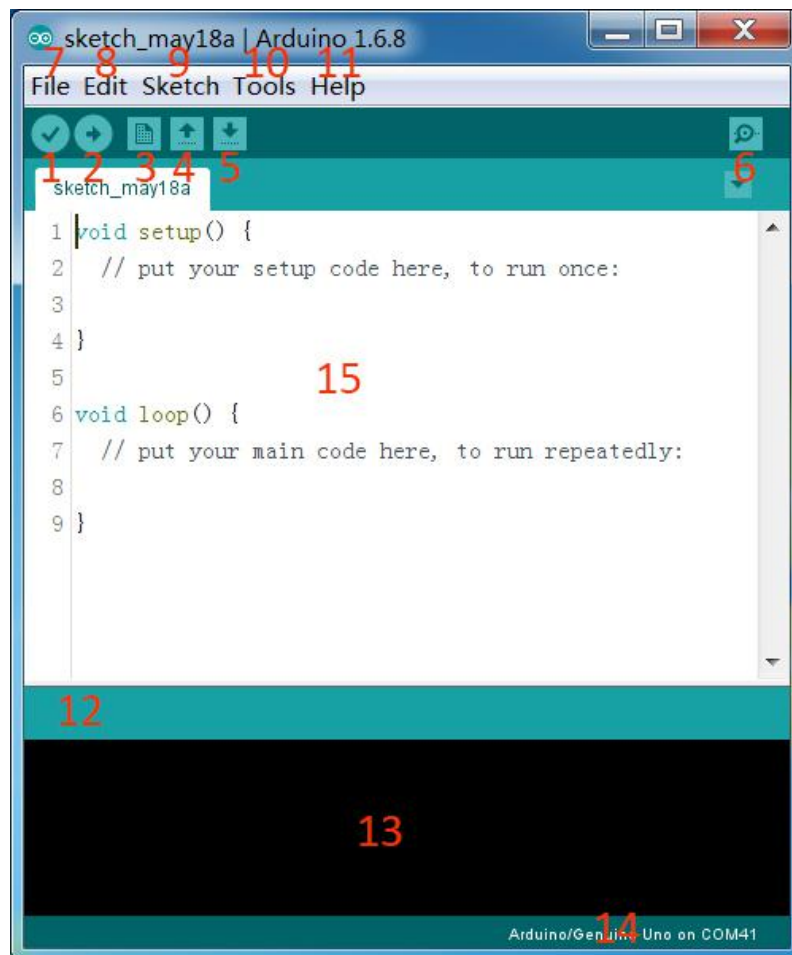 sketch_may18a | Arduino 1.6.8
7 8 9 10 11
File Edit Sketch Tools Help
1 2 3 4 5 6
sketch_may18a
1 void setup() {
2 // put your setup code here, to run once:
3
4 }
5
15
6 void loop() {
7 // put your main code here, to run repeatedly:
8
9 }
12
13
14
Arduino/Genuino Uno on COM41